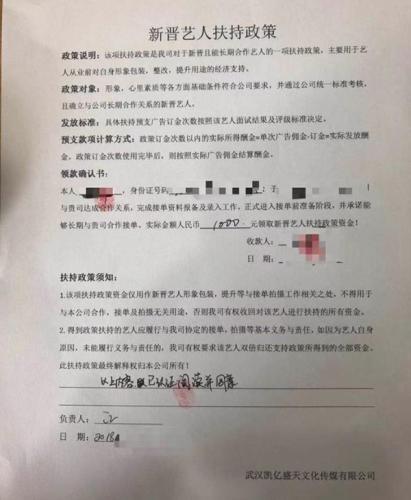 新晋艺人扶持政策
政策说明：该项扶持政策是我司对于新晋且能长期合作艺人的一项扶持政策，主要用于艺
人从业前对自身形象包装，整改，提升用途的经济支持。
政策对象：形象，心里素质等各方面基础条件符合公司要求，并通过公司统一标准考核，
且确立与公司长期合作关系的新晋艺人。
发放标准：具体扶持预支广告订金次数按照该艺人面试结果及评级标准决定。
预支款项计算方式：政策订金次数以内的实际所得酬金=单次广告佣金-订金=实际发放酬
金。政策订金次数使用完毕后，则按照实际广告佣金结算酬金。
领款确认书：
本人 ，身份证号码 ；于
与贵司达成合作关系，完成接单资料报备及录入工作，正式进入接单前准备阶段，并承诺能
够长期与贵司合作接单。实际金额人民币 1000 元领取新晋艺人扶持政策资金！
收款人：
日 期：
扶持政策须知：
1.该项扶持政策资金仅用作新晋艺人形象包装，提升等与接单拍摄工作相关之处，不得用于
与本公司合作，接单及拍摄无关用途，否则我司有权收回对该艺人进行扶持的所有资金。
2.得到政策扶持的艺人应履行与我司协定的接单，拍摄等基本义务与责任，如因为艺人自身
原因，未能履行义务与责任的，我司有权要求该艺人双倍归还支持政策所得到的全部资金。
此扶持政策最终解释权归本公司所有！
以上内容 已认证阅读并同意
负责人：
日 期：2018
武汉凯亿盛天文化传媒有限公司